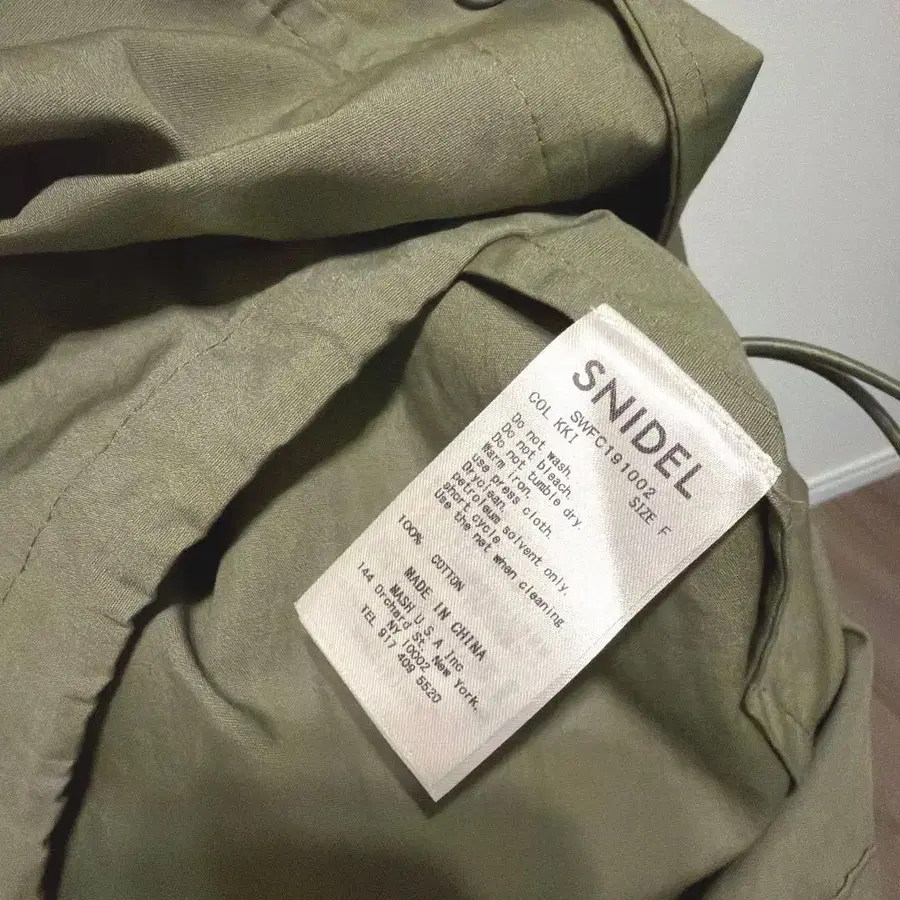 SNIDEL
SWFC191002
COL KKI SIZE F
Do not wash.
Do not bleach.
Do not tumble dry.
Warm iron.
use press cloth.
Dryclean.
petroleum solvent only.
short cycle.
Use the net when cleaning
100% COTTON
MADE IN CHINA
MASH U.S.A Inc
144 Orchard St. New York.
NY 10002
TEL 917 409 5520